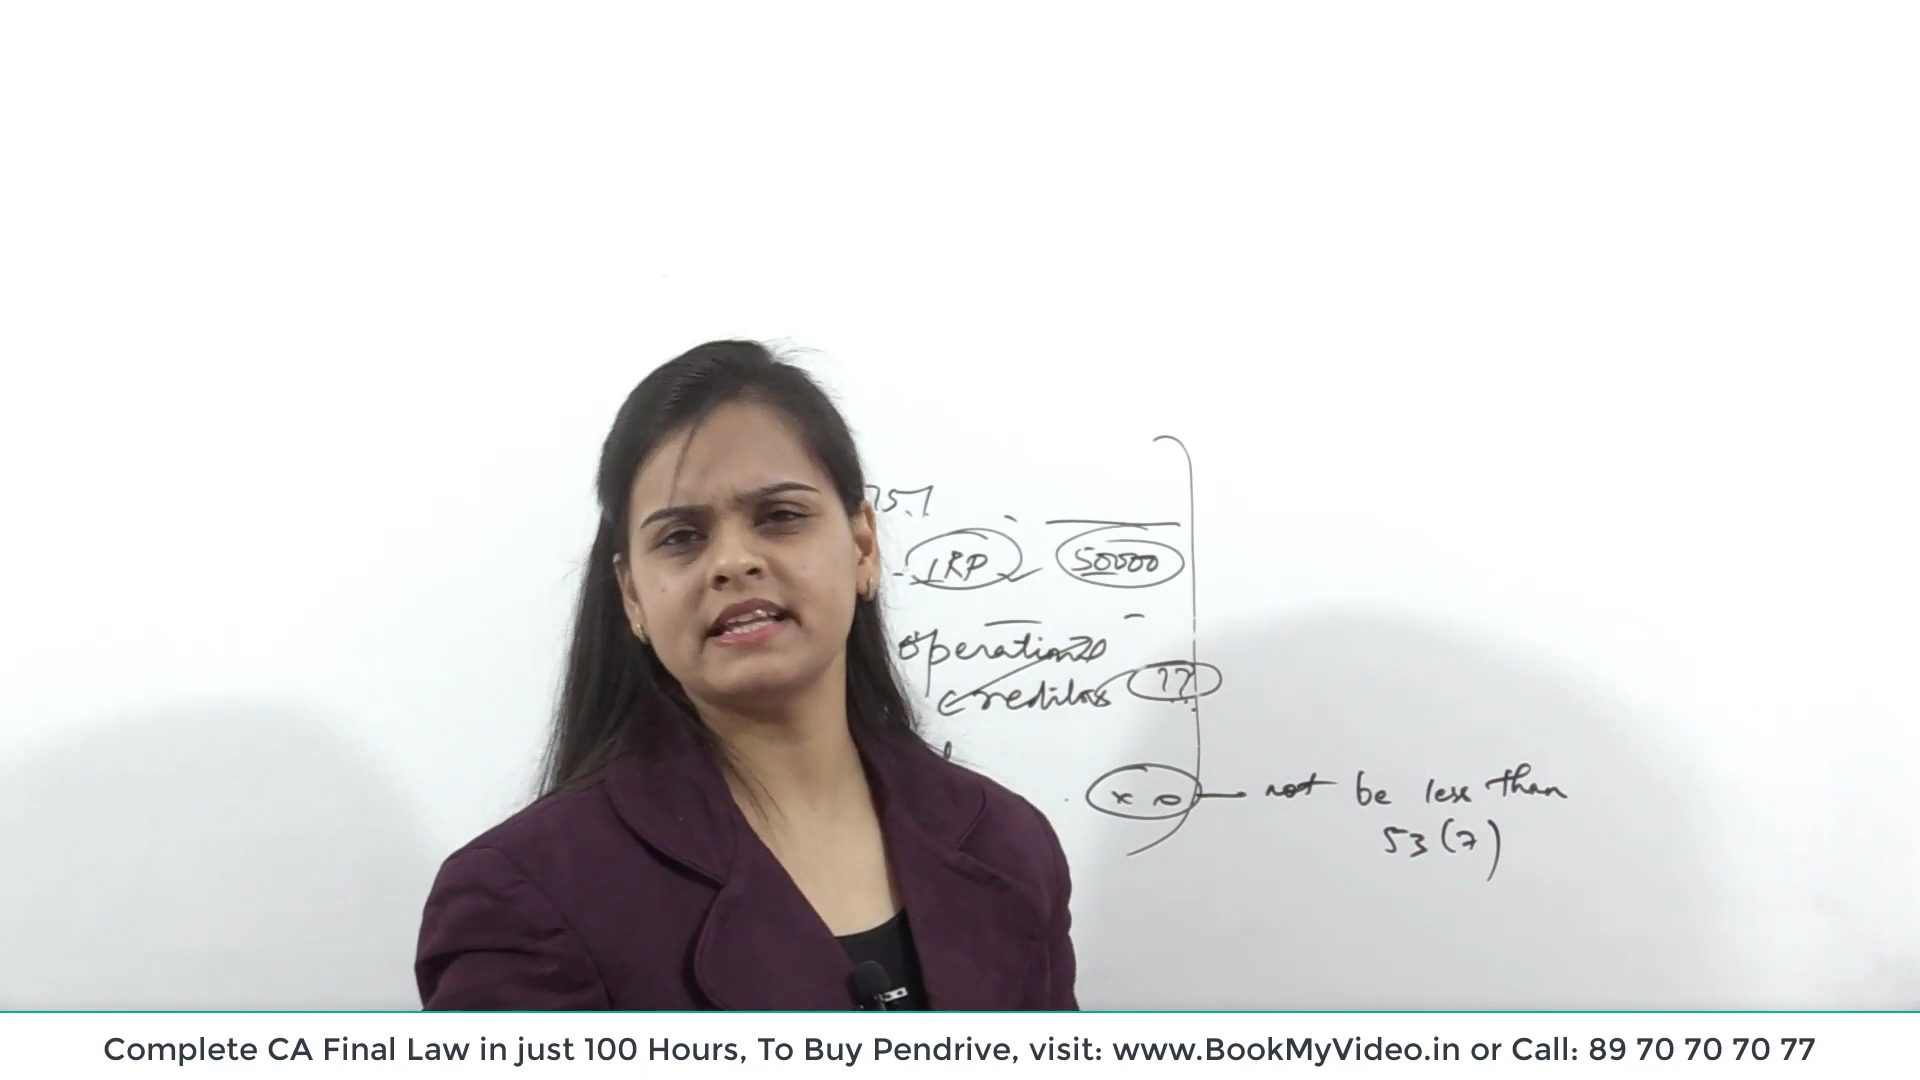 75%
IRP 50000
operational
creditors ??
x 0 — not be less than
53(7)
Complete CA Final Law in just 100 Hours, To Buy Pendrive, visit: www.BookMyVideo.in or Call: 89 70 70 70 77